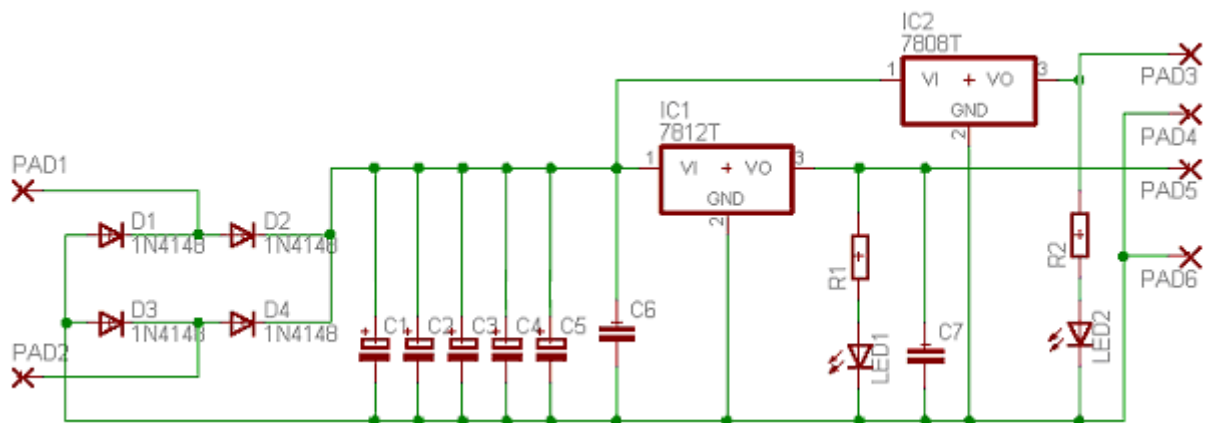 IC2
7808T
1
VI
+
VO
3
GND
2
PAD3
PAD4
PAD5
PAD6
IC1
7812T
1
VI
+
VO
3
GND
2
PAD1
D1
1N4148
D2
1N4148
D3
1N4148
D4
1N4148
PAD2
+
C1
+
C2
+
C3
+
C4
+
C5
C6
R1
LED1
C7
R2
LED2